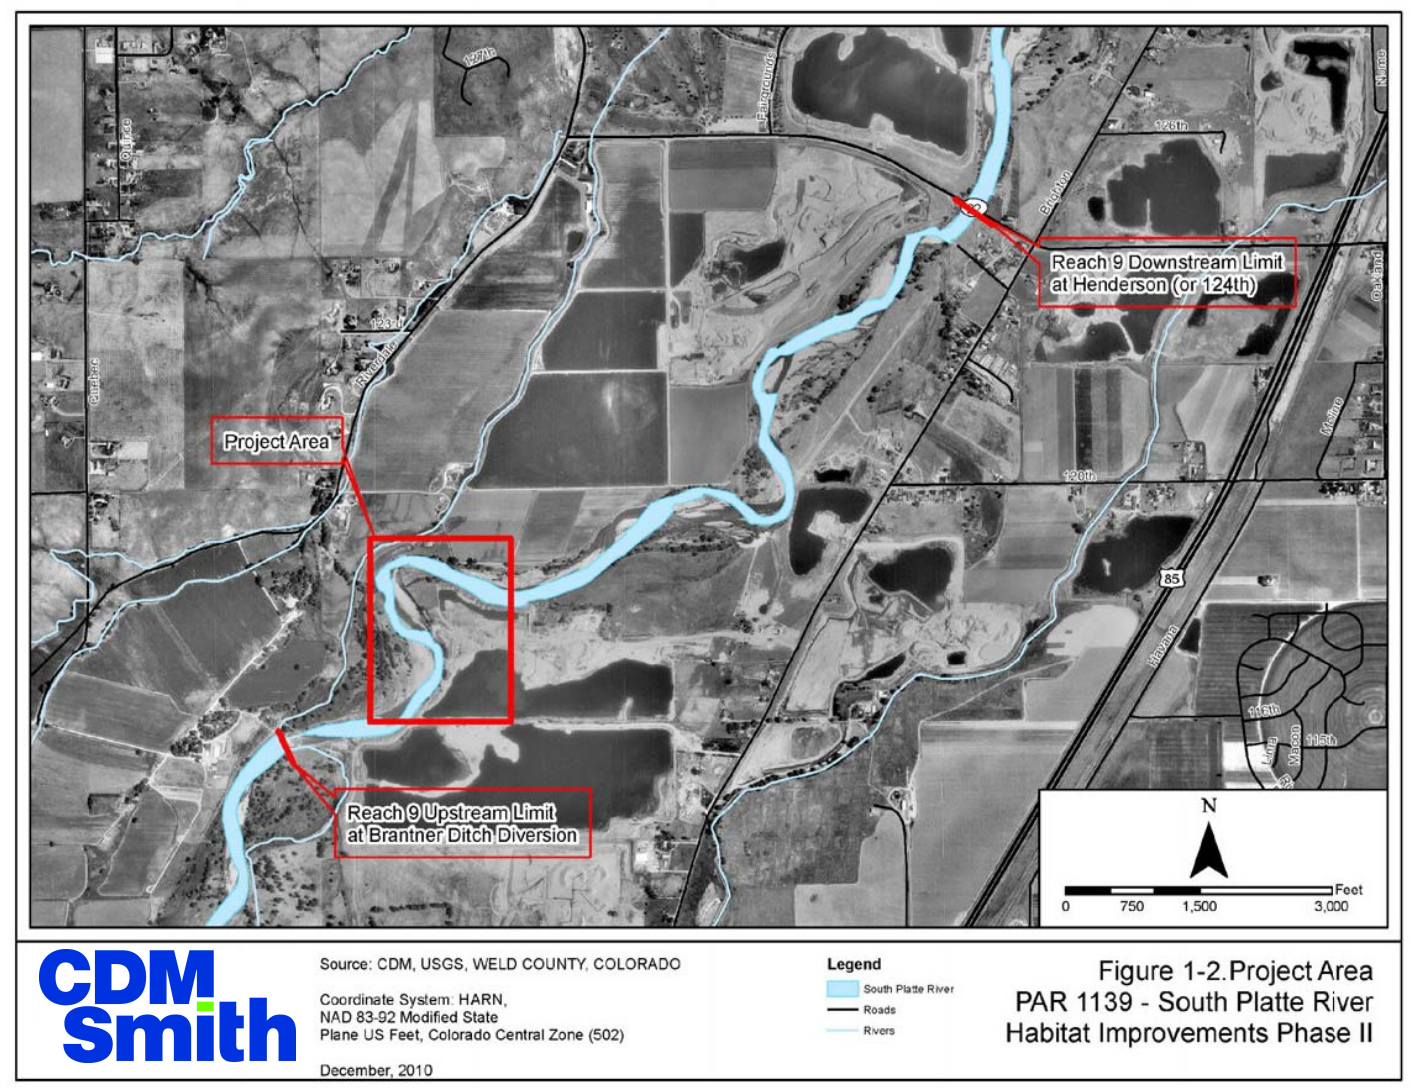 127th
Fairgrounds
Nome
Quince
126th
Brighton
Reach 9 Downstream Limit
at Henderson (or 124th)
Oakland
123rd
Riverdale
Quebec
Moline
Project Area
120th
85
Havana
116th
Lima
Macon
115th
Reach 9 Upstream Limit
at Brantner Ditch Diversion
N
Feet
0 750 1,500 3,000
CDM
Smith
Source: CDM, USGS, WELD COUNTY, COLORADO
Coordinate System: HARN,
NAD 83-92 Modified State
Plane US Feet, Colorado Central Zone (502)
December, 2010
Legend
South Platte River
Roads
Rivers
Figure 1-2.Project Area
PAR 1139 - South Platte River
Habitat Improvements Phase II